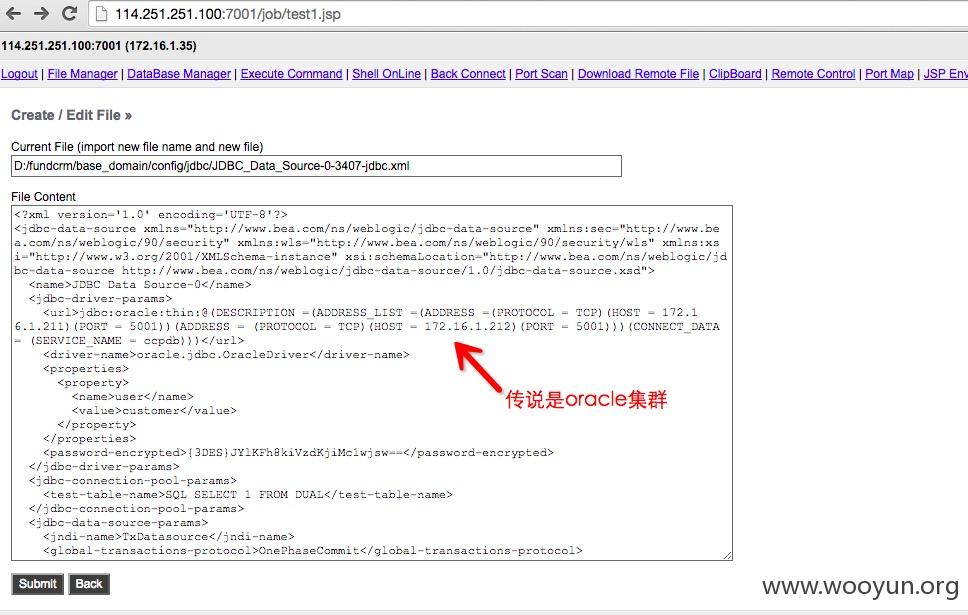 114.251.251.100:7001/job/test1.jsp
114.251.251.100:7001 (172.16.1.35)
Logout | File Manager | DataBase Manager | Execute Command | Shell OnLine | Back Connect | Port Scan | Download Remote File | ClipBoard | Remote Control | Port Map | JSP Env
Create / Edit File »
Current File (import new file name and new file)
D:/fundcrm/base_domain/config/jdbc/JDBC_Data_Source-0-3407-jdbc.xml
File Content
<?xml version='1.0' encoding='UTF-8'?>
<jdbc-data-source xmlns="http://www.bea.com/ns/weblogic/jdbc-data-source" xmlns:sec="http://www.be
a.com/ns/weblogic/90/security" xmlns:wls="http://www.bea.com/ns/weblogic/90/security/wls" xmlns:xs
i="http://www.w3.org/2001/XMLSchema-instance" xsi:schemaLocation="http://www.bea.com/ns/weblogic/jd
bc-data-source http://www.bea.com/ns/weblogic/jdbc-data-source/1.0/jdbc-data-source.xsd">
<name>JDBC Data Source-0</name>
<jdbc-driver-params>
<url>jdbc:oracle:thin:@(DESCRIPTION =(ADDRESS_LIST =(ADDRESS =(PROTOCOL = TCP)(HOST = 172.1
6.1.211)(PORT = 5001))(ADDRESS = (PROTOCOL = TCP)(HOST = 172.16.1.212)(PORT = 5001)))(CONNECT_DATA
= (SERVICE_NAME = ccpdb)))</url>
<driver-name>oracle.jdbc.OracleDriver</driver-name>
<properties>
<property>
<name>user</name>
<value>customer</value>
</property>
</properties>
<password-encrypted>{3DES}JYlKFh8kiVzdKjiMc1wjsw==</password-encrypted>
</jdbc-driver-params>
<jdbc-connection-pool-params>
<test-table-name>SQL SELECT 1 FROM DUAL</test-table-name>
</jdbc-connection-pool-params>
<jdbc-data-source-params>
<jndi-name>TxDatasource</jndi-name>
<global-transactions-protocol>OnePhaseCommit</global-transactions-protocol>
传说是oracle集群
Submit Back
www.wooyun.org